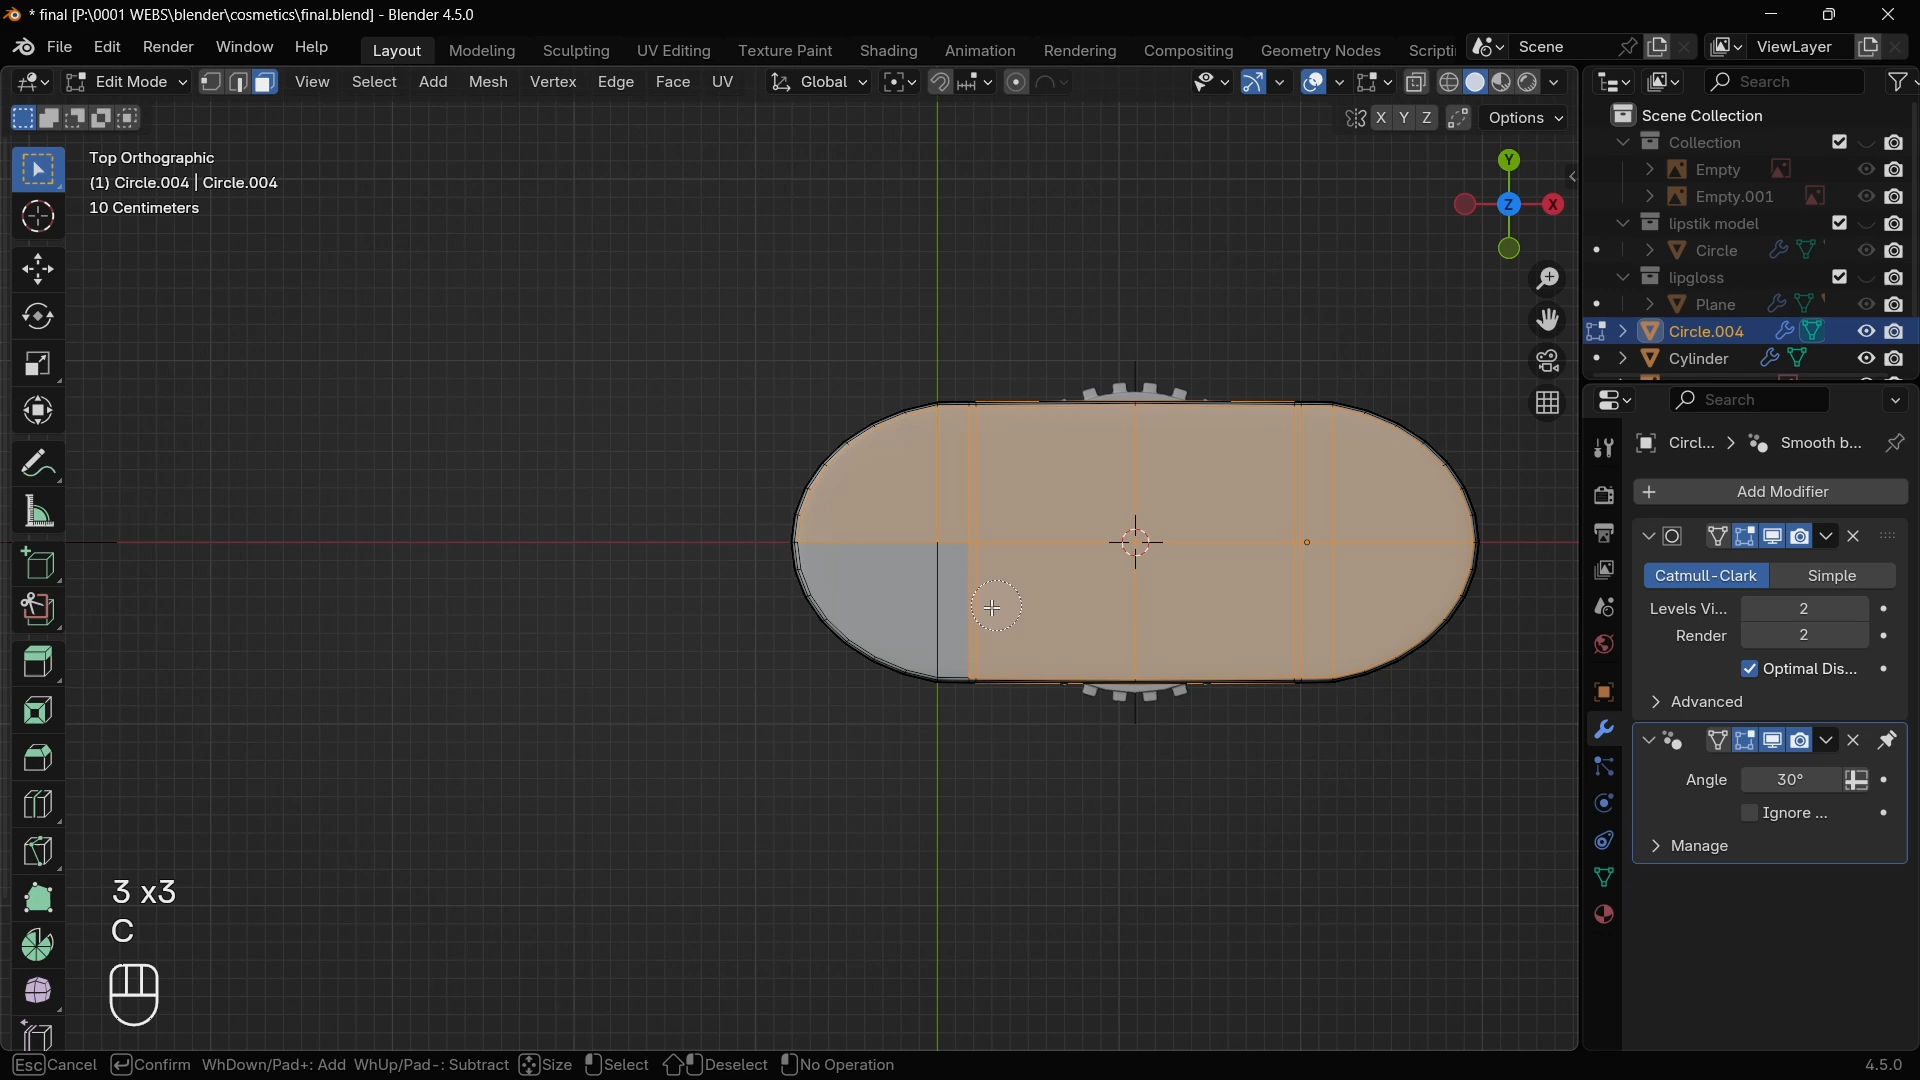 * final [P:\0001 WEBS\blender\cosmetics\final.blend] - Blender 4.5.0
File Edit Render Window Help
Layout Modeling Sculpting UV Editing Texture Paint Shading Animation Rendering Compositing Geometry Nodes Scripti
Scene
ViewLayer
Edit Mode View Select Add Mesh Vertex Edge Face UV Global
Search
X Y Z Options
Top Orthographic
(1) Circle.004 | Circle.004
10 Centimeters
Y
Z
X
Scene Collection
Collection
Empty
Empty.001
lipstik model
Circle
lipgloss
Plane
Circle.004
Cylinder
Search
Circl... Smooth b...
Add Modifier
Catmull-Clark Simple
Levels Vi... 2
Render 2
Optimal Dis...
Advanced
Angle 30°
Ignore ...
Manage
3 x3
C
Esc Cancel Confirm WhDown/Pad+: Add WhUp/Pad-: Subtract Size Select Deselect No Operation
4.5.0